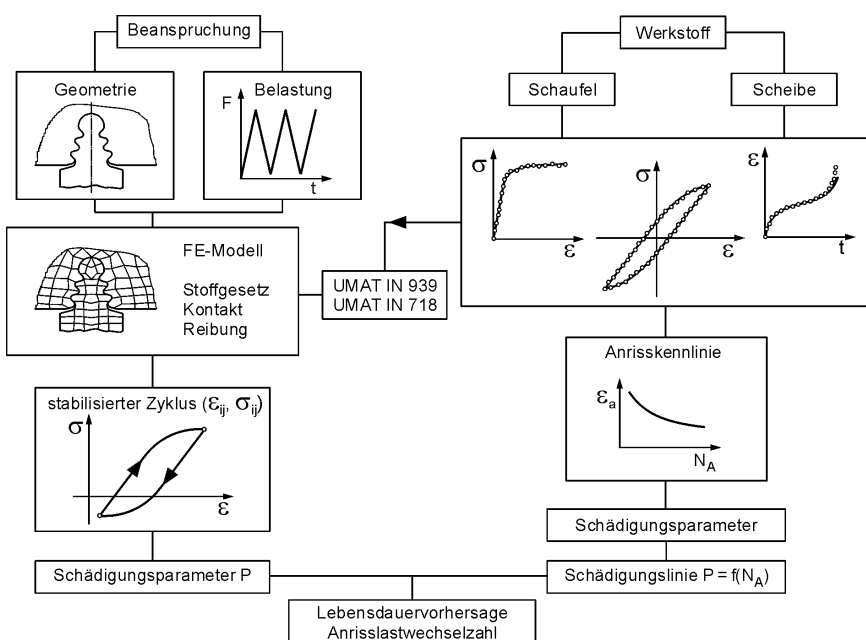 Beanspruchung
Geometrie
Belastung
F
t
Werkstoff
Schaufel
Scheibe
σ
ε
σ
ε
ε
t
FE-Modell
Stoffgesetz
Kontakt
Reibung
UMAT IN 939
UMAT IN 718
Anrisskennlinie
εa
NA
stabilisierter Zyklus (εij, σij)
σ
ε
Schädigungsparameter
Schädigungsparameter P
Schädigungslinie P = f(NA)
Lebensdauervorhersage
Anrisslastwechselzahl